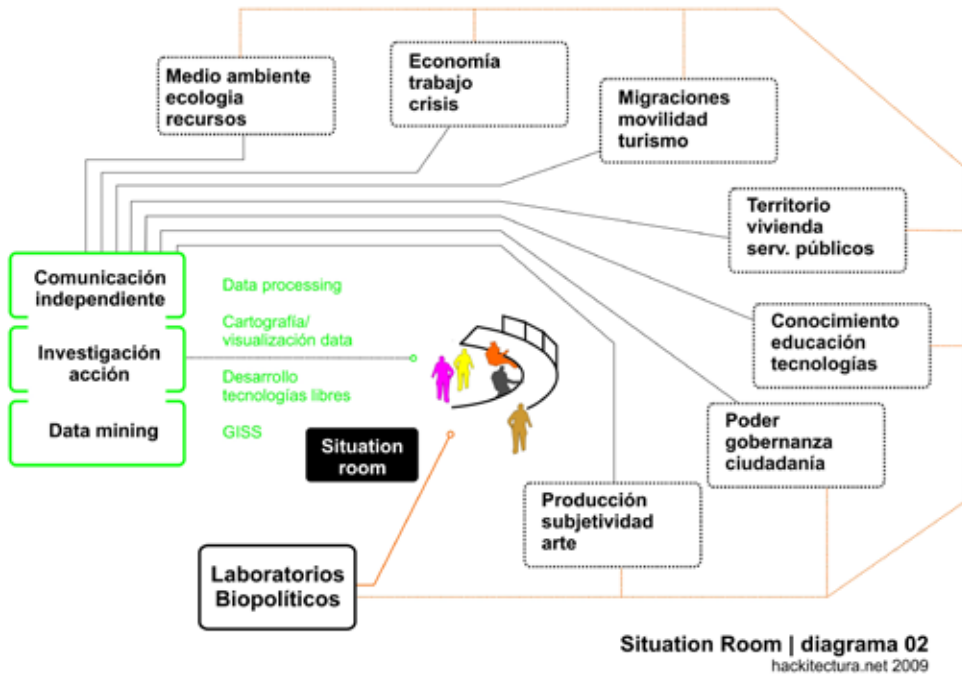 Medio ambiente
ecologia
recursos
Economía
trabajo
crisis
Migraciones
movilidad
turismo
Territorio
vivienda
serv. públicos
Comunicación
independiente
Data processing
Cartografía/
visualización data
Conocimiento
educación
tecnologías
Investigación
acción
Desarrollo
tecnologías libres
Data mining
GISS
Situation
room
Poder
gobernanza
ciudadanía
Producción
subjetividad
arte
Laboratorios
Biopolíticos
Situation Room | diagrama 02
hackitectura.net 2009